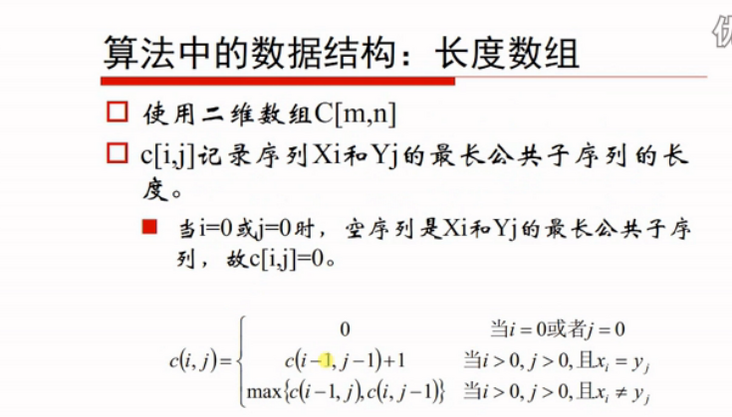 算法中的数据结构：长度数组
使用二维数组C[m,n]
c[i,j]记录序列Xi和Yj的最长公共子序列的长
度。
当i=0或j=0时，空序列是Xi和Yj的最长公共子序
列，故c[i,j]=0。
0 当i = 0或者j = 0
c(i, j)= c(i−1, j−1)+1 当i > 0, j > 0,且xᵢ = yⱼ
max{c(i−1, j),c(i, j−1)} 当i > 0, j > 0,且xᵢ ≠ yⱼ